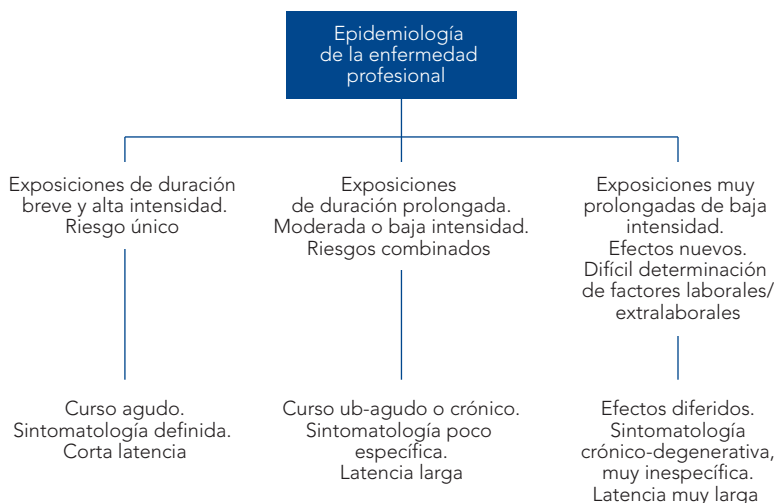 Epidemiología
de la enfermedad
profesional
Exposiciones de duración
breve y alta intensidad.
Riesgo único
Exposiciones
de duración prolongada.
Moderada o baja intensidad.
Riesgos combinados
Exposiciones muy
prolongadas de baja
intensidad.
Efectos nuevos.
Difícil determinación
de factores laborales/
extralaborales
Curso agudo.
Sintomatología definida.
Corta latencia
Curso ub-agudo o crónico.
Sintomatología poco
específica.
Latencia larga
Efectos diferidos.
Sintomatología
crónico-degenerativa,
muy inespecífica.
Latencia muy larga